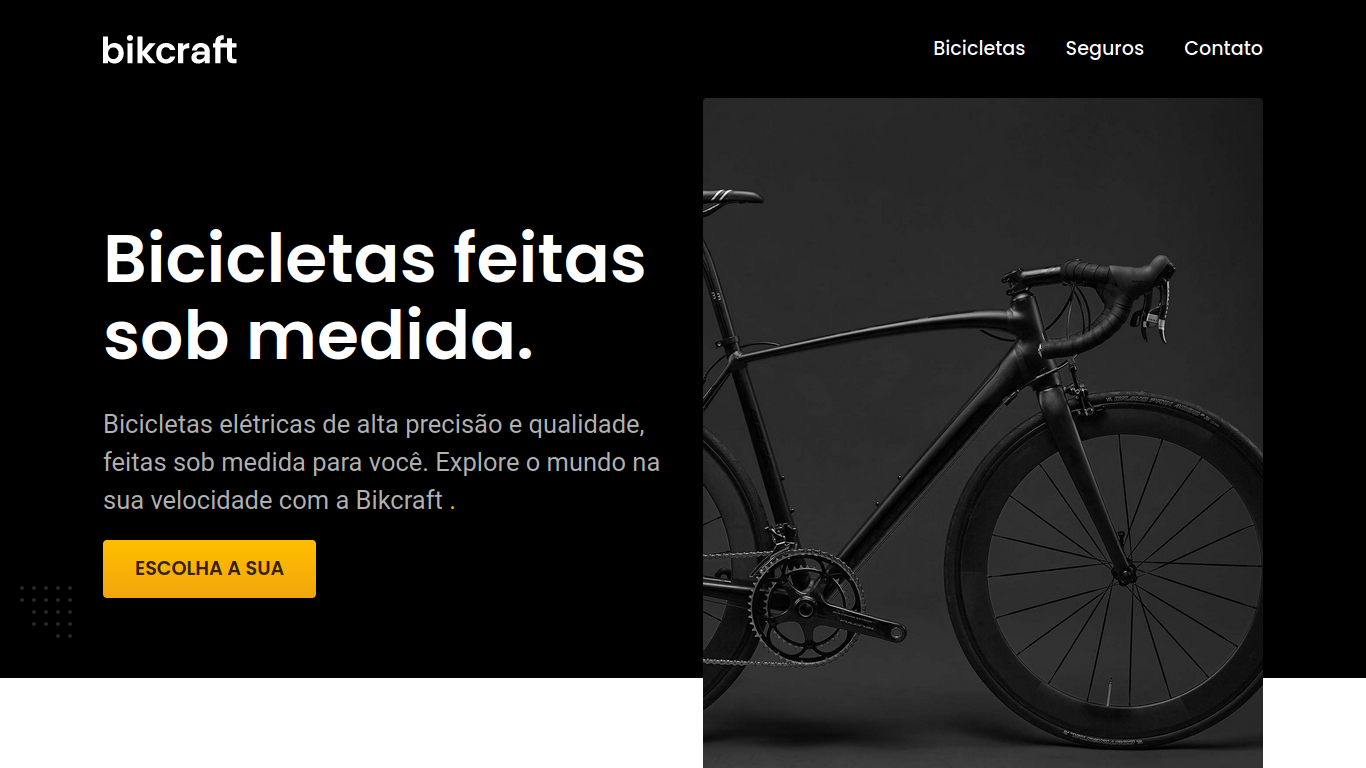 bikcraft
Bicicletas
Seguros
Contato
Bicicletas feitas
sob medida.
Bicicletas elétricas de alta precisão e qualidade,
feitas sob medida para você. Explore o mundo na
sua velocidade com a Bikcraft .
ESCOLHA A SUA